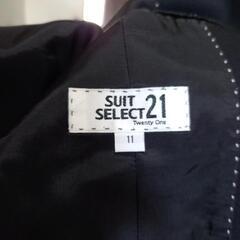 SUIT
SELECT 21
Twenty One
11